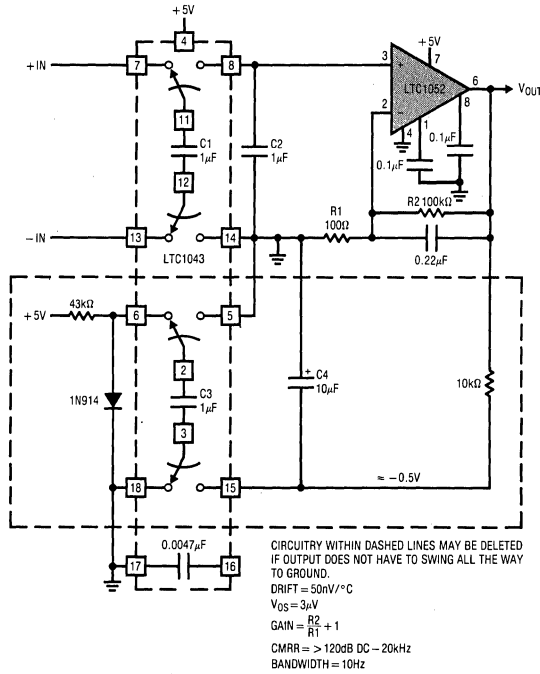 +5V
4
+IN
7
8
3
+
+5V
7
LTC1052
6
VOUT
2
−
8
1
4
0.1µF
0.1µF
11
C1
1µF
C2
1µF
12
R2 100kΩ
R1
100Ω
−IN
13
14
LTC1043
0.22µF
+5V
43kΩ
6
5
2
C3
1µF
3
+
C4
10µF
10kΩ
1N914
18
15
≈ −0.5V
0.0047µF
17
16
CIRCUITRY WITHIN DASHED LINES MAY BE DELETED
IF OUTPUT DOES NOT HAVE TO SWING ALL THE WAY
TO GROUND.
DRIFT = 50nV/°C
VOS = 3µV
GAIN = R2/R1 + 1
CMRR = > 120dB DC – 20kHz
BANDWIDTH = 10Hz